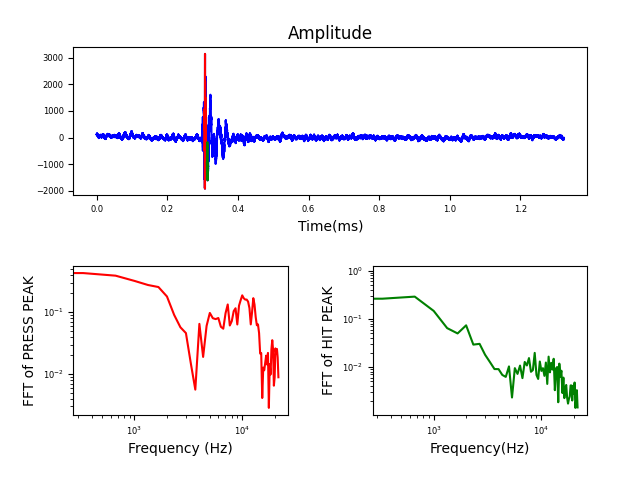 Amplitude
3000
2000
1000
0
−1000
−2000
0.0 0.2 0.4 0.6 0.8 1.0 1.2
Time(ms)
FFT of PRESS PEAK
10⁻¹
10⁻²
10³ 10⁴
Frequency (Hz)
FFT of HIT PEAK
10⁰
10⁻¹
10⁻²
10³ 10⁴
Frequency(Hz)